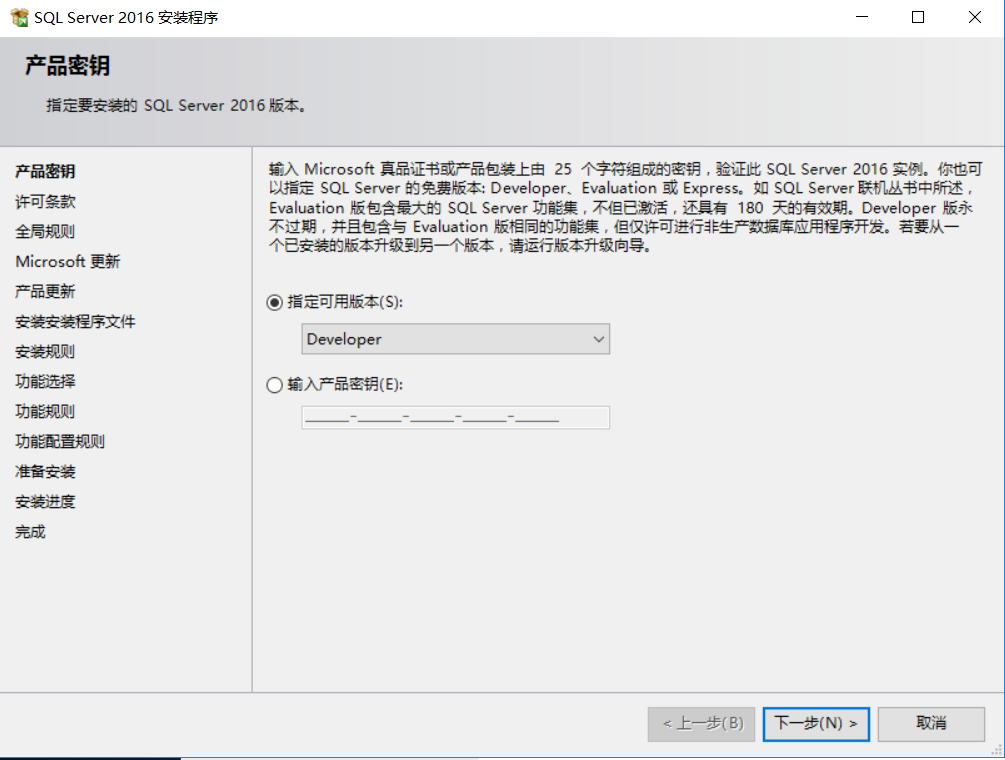 SQL Server 2016 安装程序
产品密钥
指定要安装的 SQL Server 2016 版本。
产品密钥
许可条款
全局规则
Microsoft 更新
产品更新
安装安装程序文件
安装规则
功能选择
功能规则
功能配置规则
准备安装
安装进度
完成
输入 Microsoft 真品证书或产品包装上由 25 个字符组成的密钥，验证此 SQL Server 2016 实例。你也可
以指定 SQL Server 的免费版本: Developer、Evaluation 或 Express。如 SQL Server 联机丛书中所述，
Evaluation 版包含最大的 SQL Server 功能集，不但已激活，还具有 180 天的有效期。Developer 版永
不过期，并且包含与 Evaluation 版相同的功能集，但仅许可进行非生产数据库应用程序开发。若要从一
个已安装的版本升级到另一个版本，请运行版本升级向导。
指定可用版本(S):
Developer
输入产品密钥(E):
_____-_____-_____-_____-_____
< 上一步(B)
下一步(N) >
取消